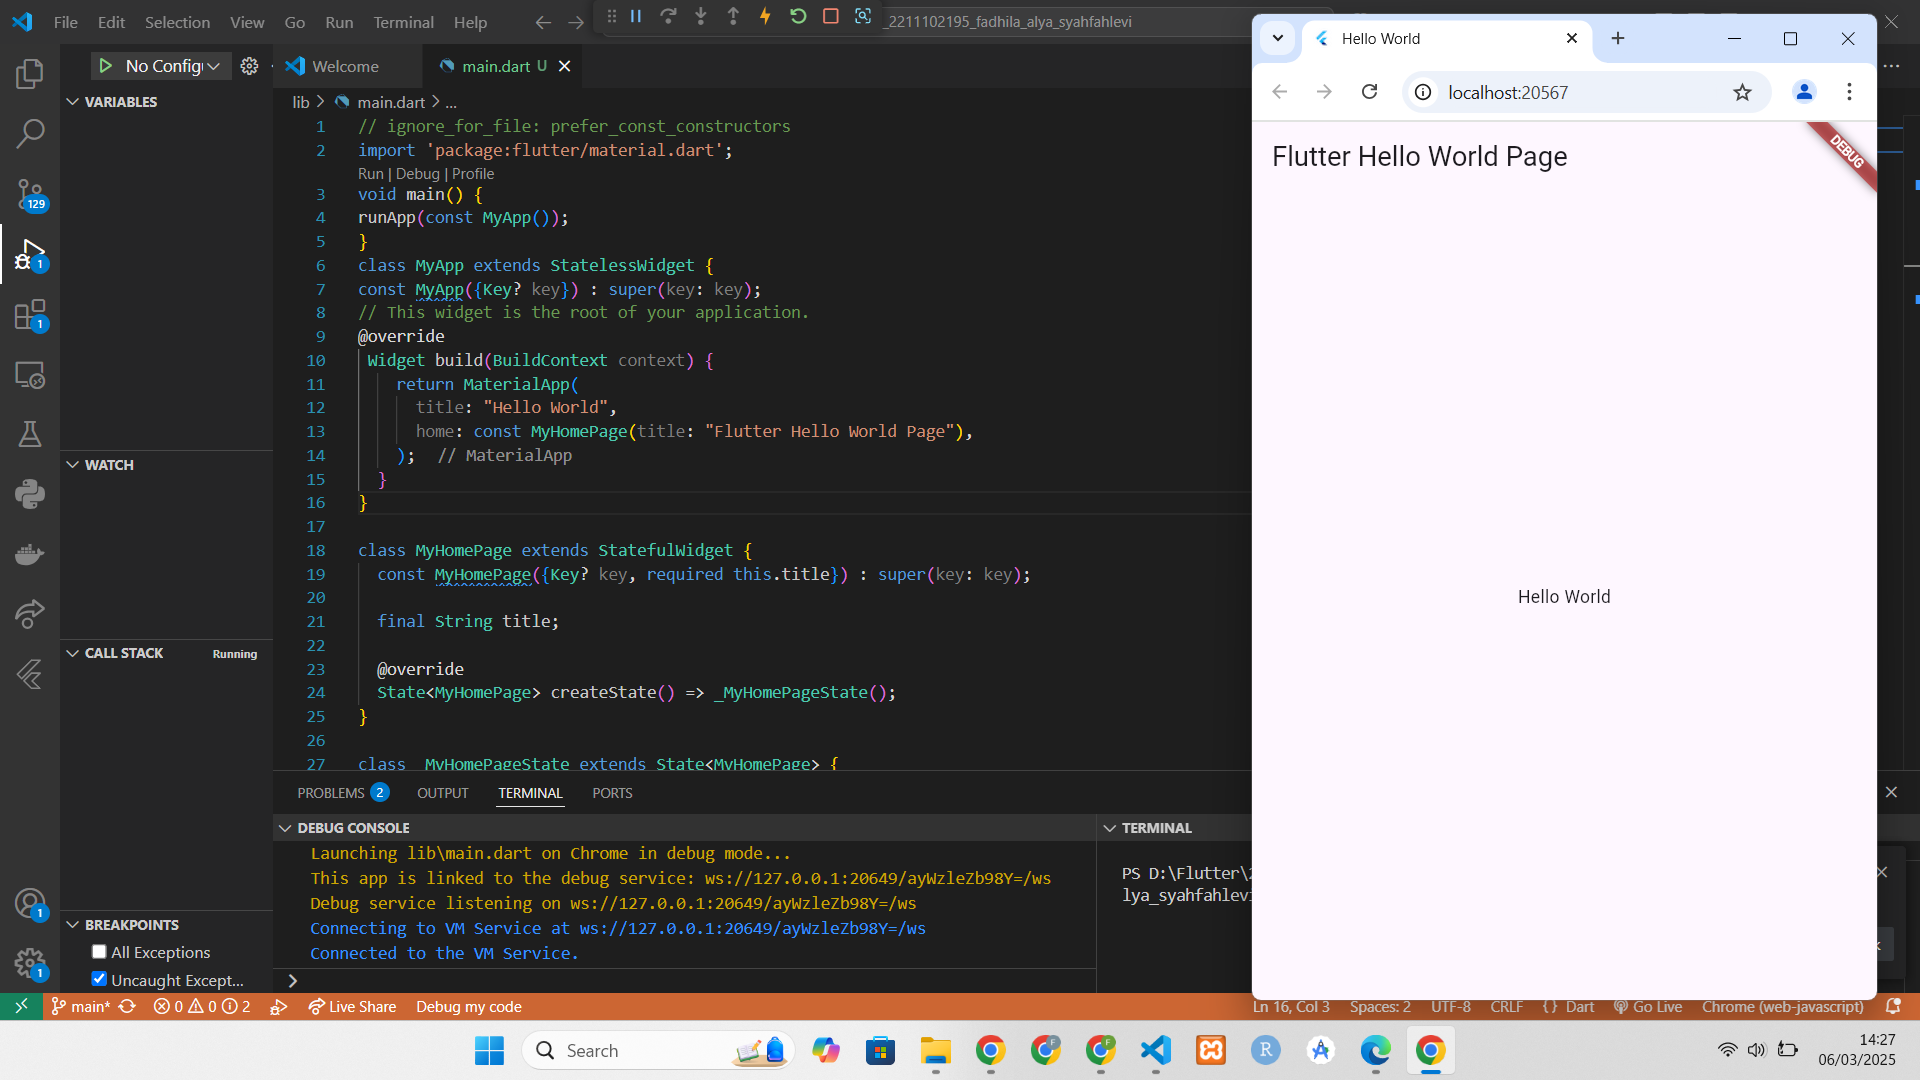 File Edit Selection View Go Run Terminal Help
_2211102195_fadhila_alya_syahfahlevi
No Config
Welcome
main.dart U
VARIABLES
lib > main.dart > ...
1 // ignore_for_file: prefer_const_constructors
2 import 'package:flutter/material.dart';
Run | Debug | Profile
3 void main() {
4 runApp(const MyApp());
5 }
6 class MyApp extends StatelessWidget {
7 const MyApp({Key? key}) : super(key: key);
8 // This widget is the root of your application.
9 @override
10 Widget build(BuildContext context) {
11 return MaterialApp(
12 title: "Hello World",
13 home: const MyHomePage(title: "Flutter Hello World Page"),
14 ); // MaterialApp
15 }
16 }
17
18 class MyHomePage extends StatefulWidget {
19 const MyHomePage({Key? key, required this.title}) : super(key: key);
20
21 final String title;
22
23 @override
24 State<MyHomePage> createState() => _MyHomePageState();
25 }
26
27 class _MyHomePageState extends State<MyHomePage> {
129
1
1
1
1
WATCH
CALL STACK Running
BREAKPOINTS
All Exceptions
Uncaught Except...
PROBLEMS 2 OUTPUT TERMINAL PORTS
DEBUG CONSOLE
Launching lib\main.dart on Chrome in debug mode...
This app is linked to the debug service: ws://127.0.0.1:20649/ayWzleZb98Y=/ws
Debug service listening on ws://127.0.0.1:20649/ayWzleZb98Y=/ws
Connecting to VM Service at ws://127.0.0.1:20649/ayWzleZb98Y=/ws
Connected to the VM Service.
>
TERMINAL
PS D:\Flutter\
lya_syahfahlevi
Hello World
localhost:20567
Flutter Hello World Page
DEBUG
Hello World
main* 0 0 2 Live Share Debug my code
Ln 16, Col 3 Spaces: 2 UTF-8 CRLF {} Dart Go Live Chrome (web-javascript)
Search
F
F
R
14:27
06/03/2025